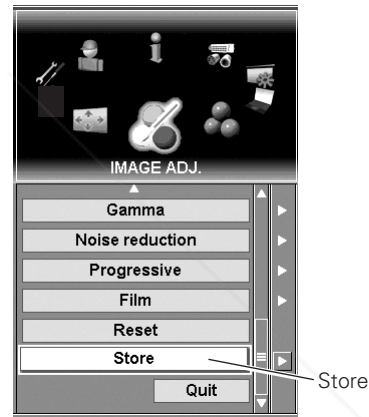 IMAGE ADJ.
Gamma
Noise reduction
Progressive
Film
Reset
Store
Store
Quit